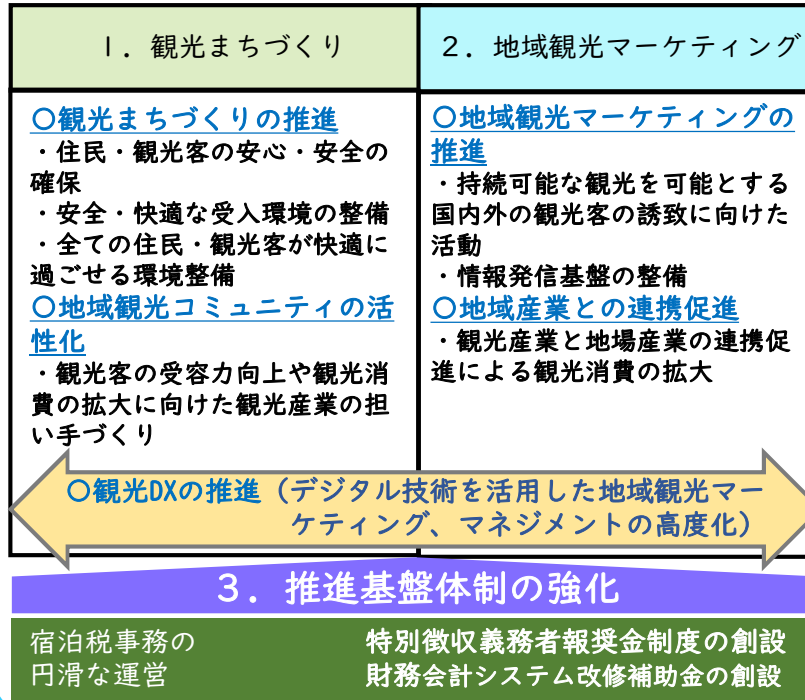 1．観光まちづくり
2．地域観光マーケティング
〇観光まちづくりの推進
・住民・観光客の安心・安全の
確保
・安全・快適な受入環境の整備
・全ての住民・観光客が快適に
過ごせる環境整備
〇地域観光コミュニティの活
性化
・観光客の受容力向上や観光消
費の拡大に向けた観光産業の担
い手づくり
〇地域観光マーケティングの
推進
・持続可能な観光を可能とする
国内外の観光客の誘致に向けた
活動
・情報発信基盤の整備
〇地域産業との連携促進
・観光産業と地場産業の連携促
進による観光消費の拡大
〇観光DXの推進（デジタル技術を活用した地域観光マー
ケティング、マネジメントの高度化）
3．推進基盤体制の強化
宿泊税事務の
円滑な運営
特別徴収義務者報奨金制度の創設
財務会計システム改修補助金の創設